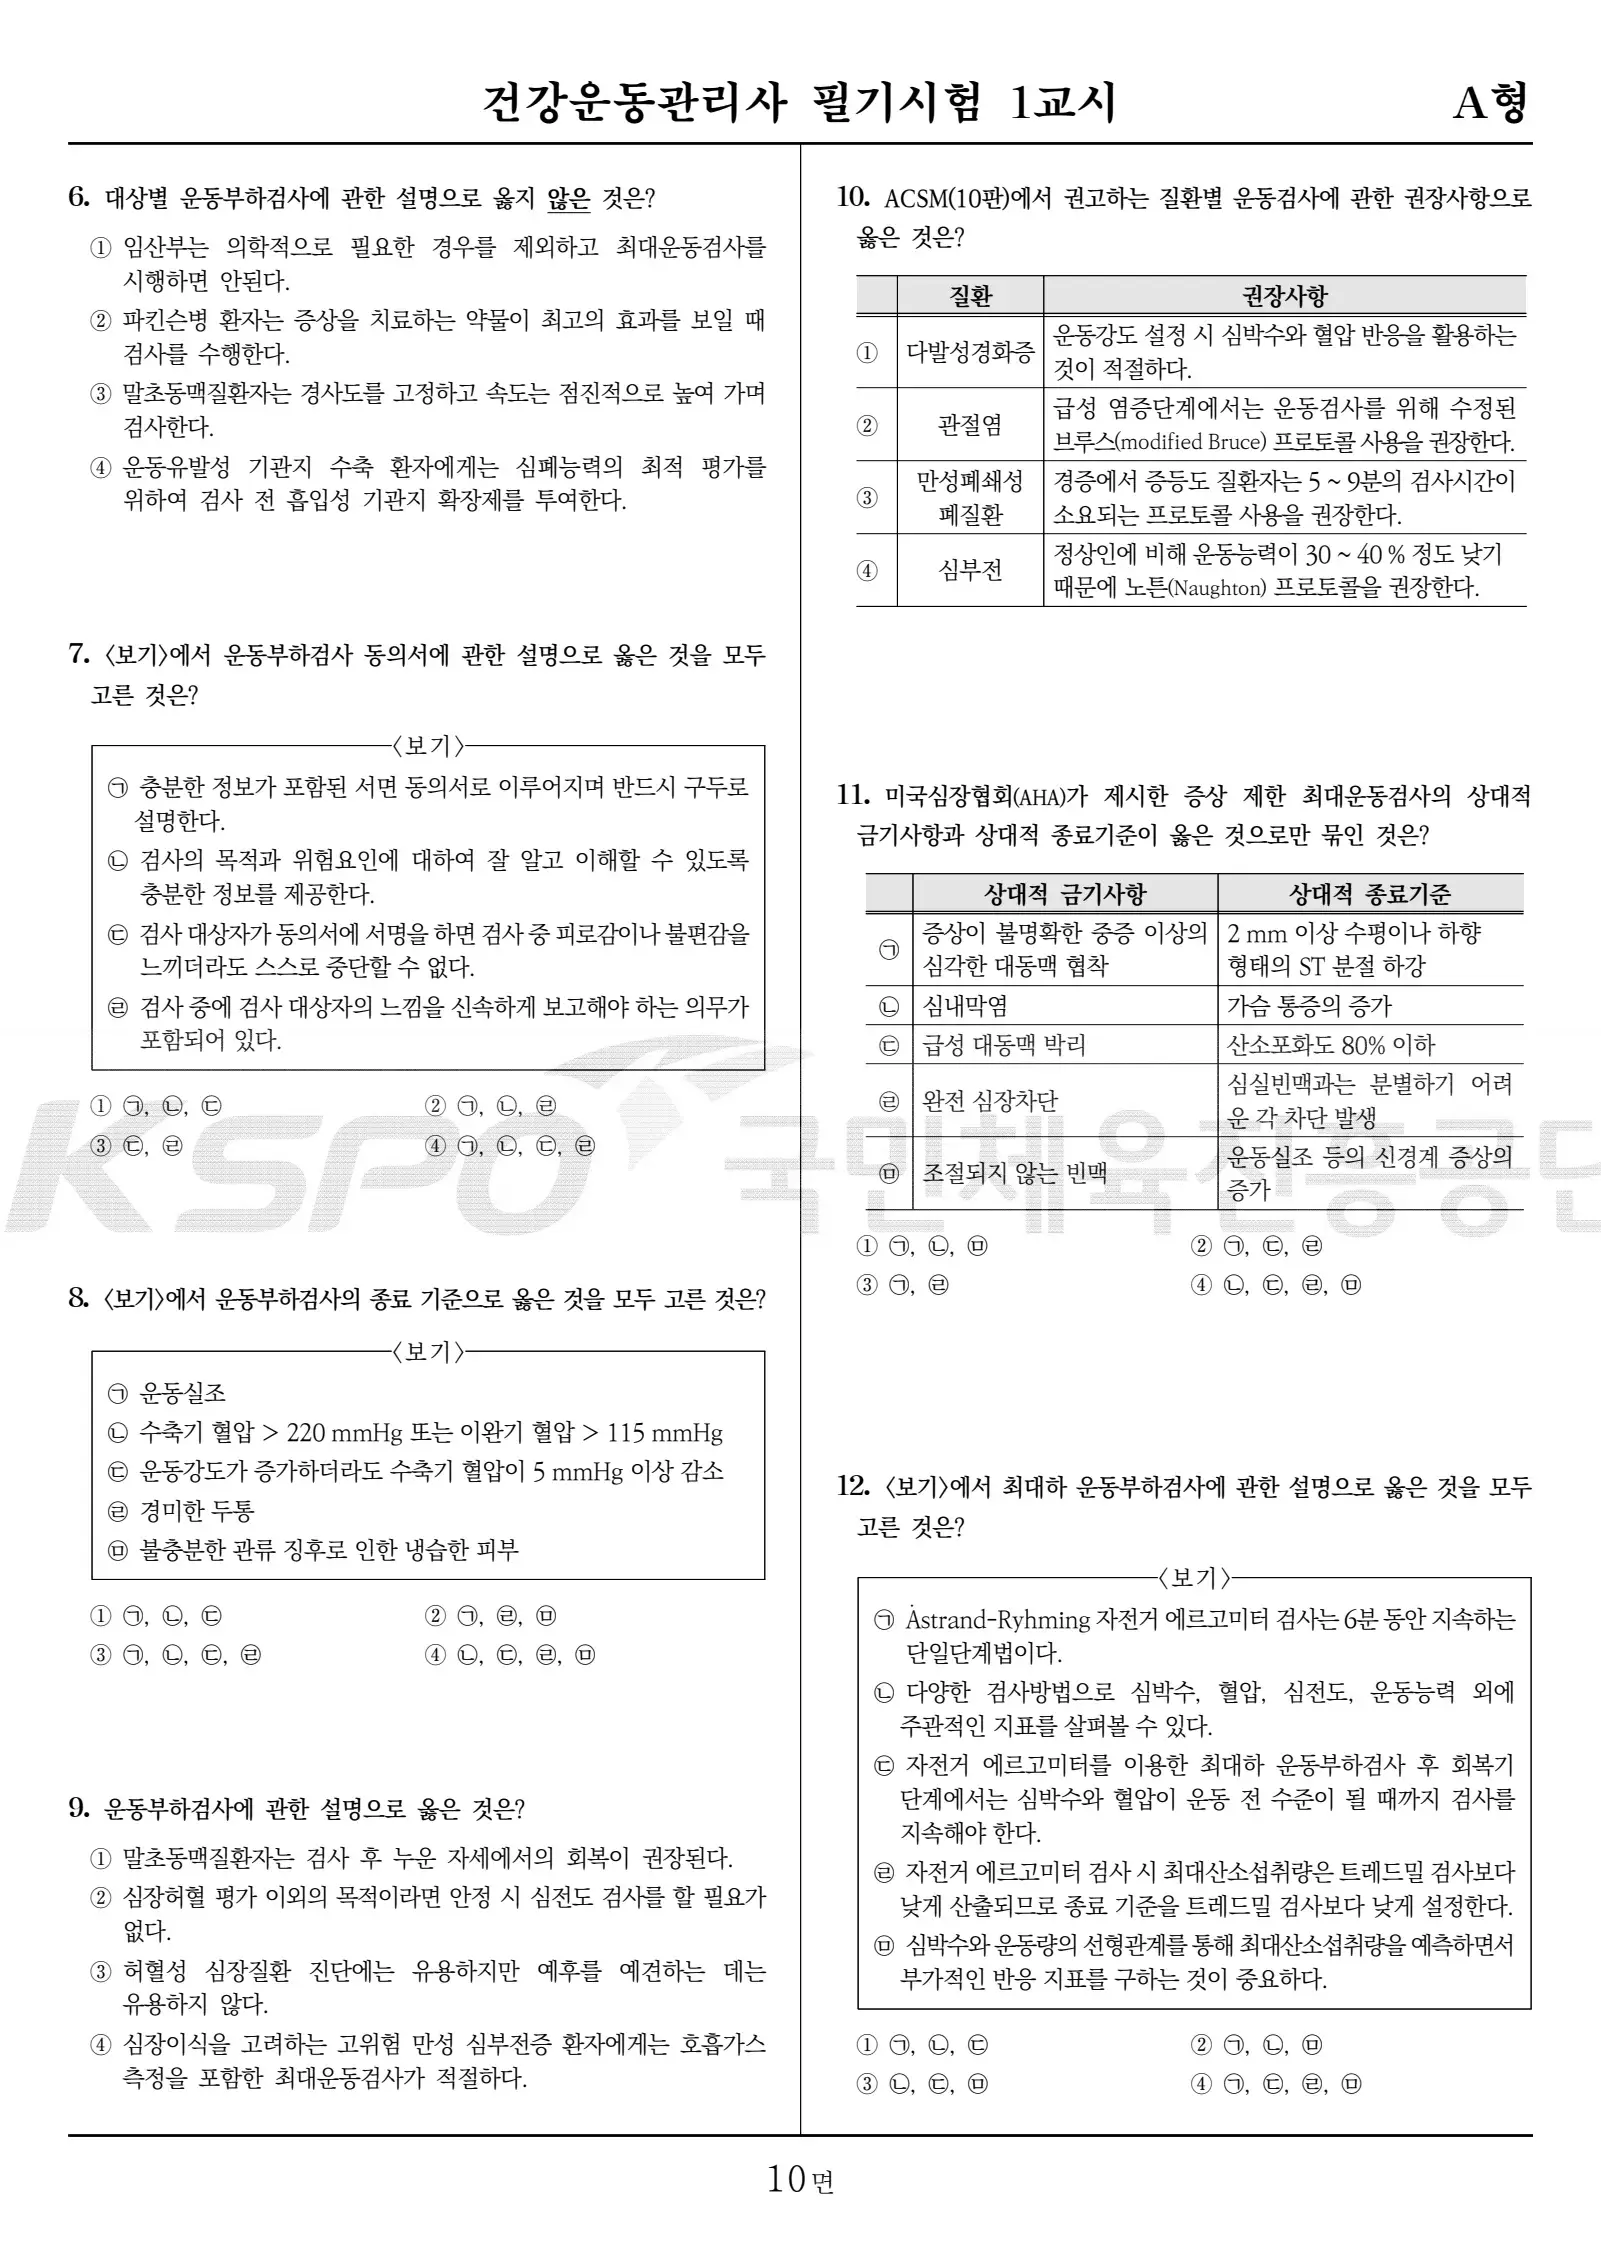 건강운동관리사 필기시험 1교시
A형
6. 대상별 운동부하검사에 관한 설명으로 옳지 않은 것은?
① 임산부는 의학적으로 필요한 경우를 제외하고 최대운동검사를
시행하면 안된다.
② 파킨슨병 환자는 증상을 치료하는 약물이 최고의 효과를 보일 때
검사를 수행한다.
③ 말초동맥질환자는 경사도를 고정하고 속도는 점진적으로 높여 가며
검사한다.
④ 운동유발성 기관지 수축 환자에게는 심폐능력의 최적 평가를
위하여 검사 전 흡입성 기관지 확장제를 투여한다.
7. 〈보기〉에서 운동부하검사 동의서에 관한 설명으로 옳은 것을 모두
고른 것은?
〈보기〉
㉠ 충분한 정보가 포함된 서면 동의서로 이루어지며 반드시 구두로
설명한다.
㉡ 검사의 목적과 위험요인에 대하여 잘 알고 이해할 수 있도록
충분한 정보를 제공한다.
㉢ 검사 대상자가 동의서에 서명을 하면 검사 중 피로감이나 불편감을
느끼더라도 스스로 중단할 수 없다.
㉣ 검사 중에 검사 대상자의 느낌을 신속하게 보고해야 하는 의무가
포함되어 있다.
① ㉠, ㉡, ㉢
② ㉠, ㉡, ㉣
③ ㉢, ㉣
④ ㉠, ㉡, ㉢, ㉣
8. 〈보기〉에서 운동부하검사의 종료 기준으로 옳은 것을 모두 고른 것은?
〈보기〉
㉠ 운동실조
㉡ 수축기 혈압 > 220 mmHg 또는 이완기 혈압 > 115 mmHg
㉢ 운동강도가 증가하더라도 수축기 혈압이 5 mmHg 이상 감소
㉣ 경미한 두통
㉤ 불충분한 관류 징후로 인한 냉습한 피부
① ㉠, ㉡, ㉢
② ㉠, ㉣, ㉤
③ ㉠, ㉡, ㉢, ㉣
④ ㉡, ㉢, ㉣, ㉤
9. 운동부하검사에 관한 설명으로 옳은 것은?
① 말초동맥질환자는 검사 후 누운 자세에서의 회복이 권장된다.
② 심장허혈 평가 이외의 목적이라면 안정 시 심전도 검사를 할 필요가
없다.
③ 허혈성 심장질환 진단에는 유용하지만 예후를 예견하는 데는
유용하지 않다.
④ 심장이식을 고려하는 고위험 만성 심부전증 환자에게는 호흡가스
측정을 포함한 최대운동검사가 적절하다.
10. ACSM(10판)에서 권고하는 질환별 운동검사에 관한 권장사항으로
옳은 것은?
질환 권장사항
① 다발성경화증 운동강도 설정 시 심박수와 혈압 반응을 활용하는
것이 적절하다.
② 관절염 급성 염증단계에서는 운동검사를 위해 수정된
브루스(modified Bruce) 프로토콜 사용을 권장한다.
③ 만성폐쇄성 폐질환 경증에서 중등도 질환자는 5 ~ 9분의 검사시간이
소요되는 프로토콜 사용을 권장한다.
④ 심부전 정상인에 비해 운동능력이 30 ~ 40 % 정도 낮기
때문에 노튼(Naughton) 프로토콜을 권장한다.
11. 미국심장협회(AHA)가 제시한 증상 제한 최대운동검사의 상대적
금기사항과 상대적 종료기준이 옳은 것으로만 묶인 것은?
상대적 금기사항 상대적 종료기준
㉠ 증상이 불명확한 중증 이상의 2 mm 이상 수평이나 하향
심각한 대동맥 협착 형태의 ST 분절 하강
㉡ 심내막염 가슴 통증의 증가
㉢ 급성 대동맥 박리 산소포화도 80% 이하
㉣ 완전 심장차단 심실빈맥과는 분별하기 어려
운 각 차단 발생
㉤ 조절되지 않는 빈맥 운동실조 등의 신경계 증상의
증가
① ㉠, ㉡, ㉤
② ㉠, ㉢, ㉣
③ ㉠, ㉣
④ ㉡, ㉢, ㉣, ㉤
12. 〈보기〉에서 최대하 운동부하검사에 관한 설명으로 옳은 것을 모두
고른 것은?
〈보기〉
㉠ Åstrand-Ryhming 자전거 에르고미터 검사는 6분 동안 지속하는
단일단계법이다.
㉡ 다양한 검사방법으로 심박수, 혈압, 심전도, 운동능력 외에
주관적인 지표를 살펴볼 수 있다.
㉢ 자전거 에르고미터를 이용한 최대하 운동부하검사 후 회복기
단계에서는 심박수와 혈압이 운동 전 수준이 될 때까지 검사를
지속해야 한다.
㉣ 자전거 에르고미터 검사 시 최대산소섭취량은 트레드밀 검사보다
낮게 산출되므로 종료 기준을 트레드밀 검사보다 낮게 설정한다.
㉤ 심박수와 운동량의 선형관계를 통해 최대산소섭취량을 예측하면서
부가적인 반응 지표를 구하는 것이 중요하다.
① ㉠, ㉡, ㉢
② ㉠, ㉡, ㉤
③ ㉡, ㉢, ㉤
④ ㉠, ㉢, ㉣, ㉤
KSPO 국민체육진흥공단
10면